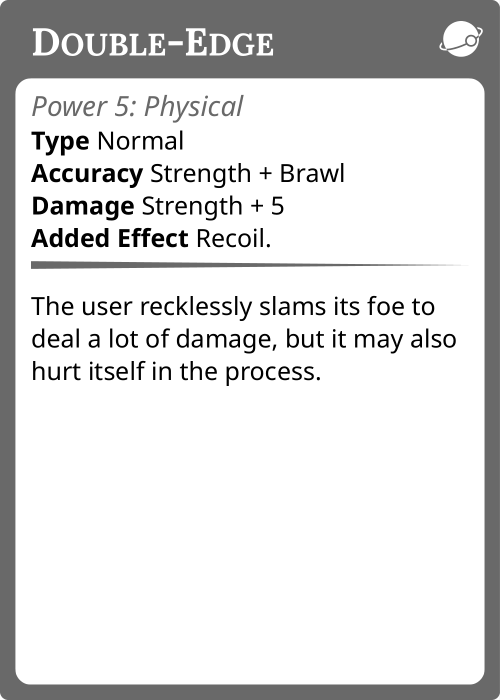 Double-Edge
Power 5: Physical
Type Normal
Accuracy Strength + Brawl
Damage Strength + 5
Added Effect Recoil.
The user recklessly slams its foe to
deal a lot of damage, but it may also
hurt itself in the process.